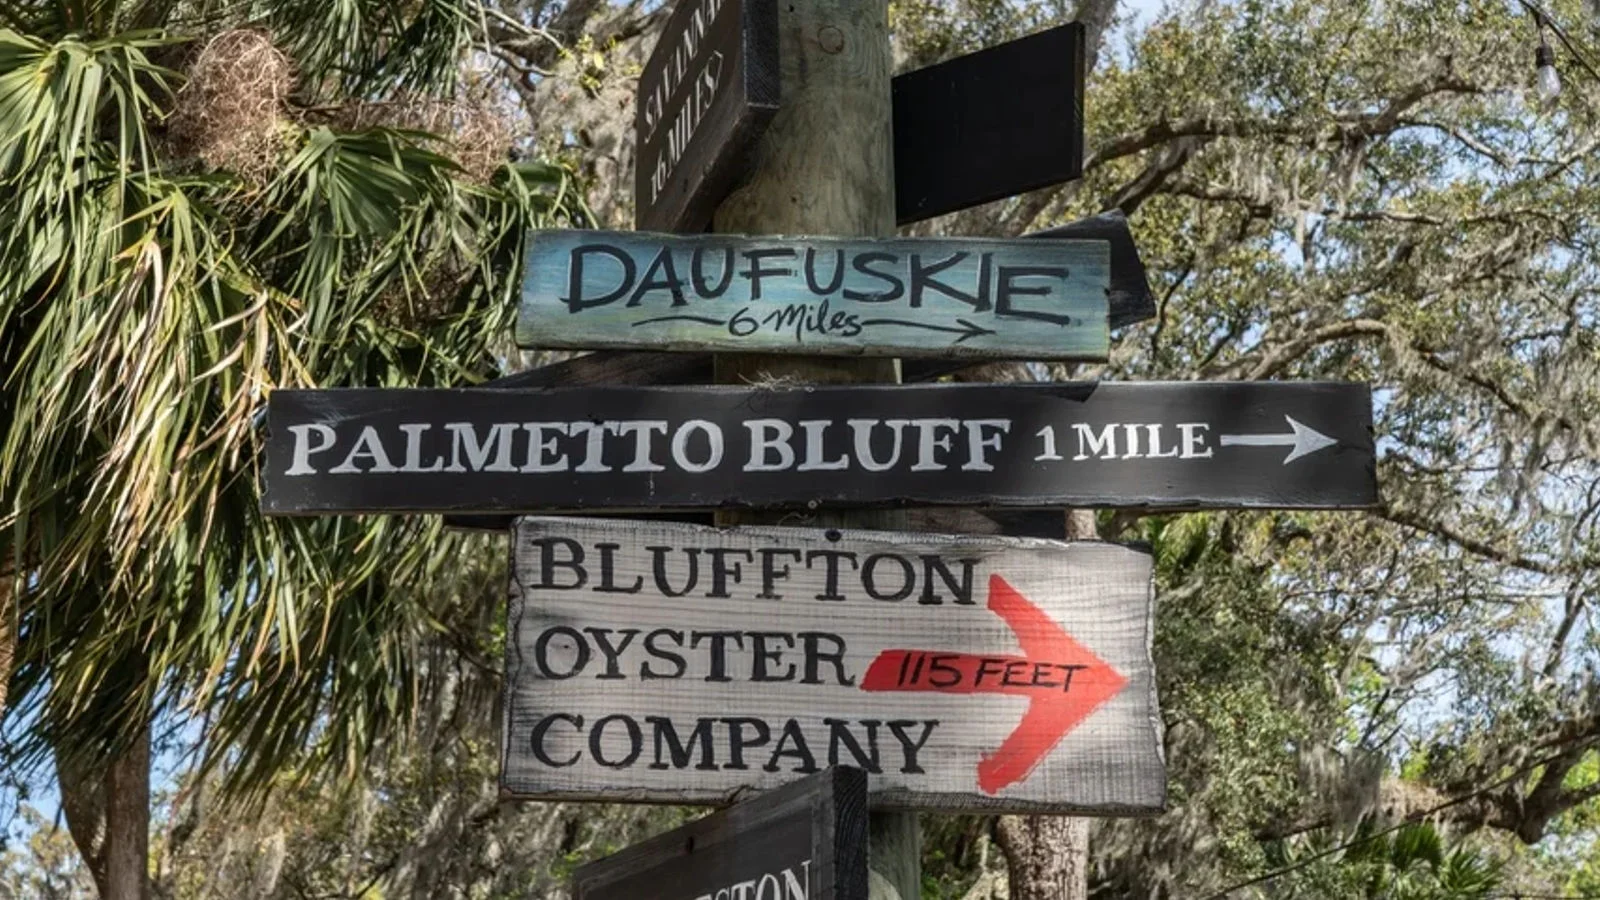 SAVANNAH
16 MILES
DAUFUSKIE
6 Miles
PALMETTO BLUFF 1 MILE
BLUFFTON
OYSTER
115 FEET
COMPANY